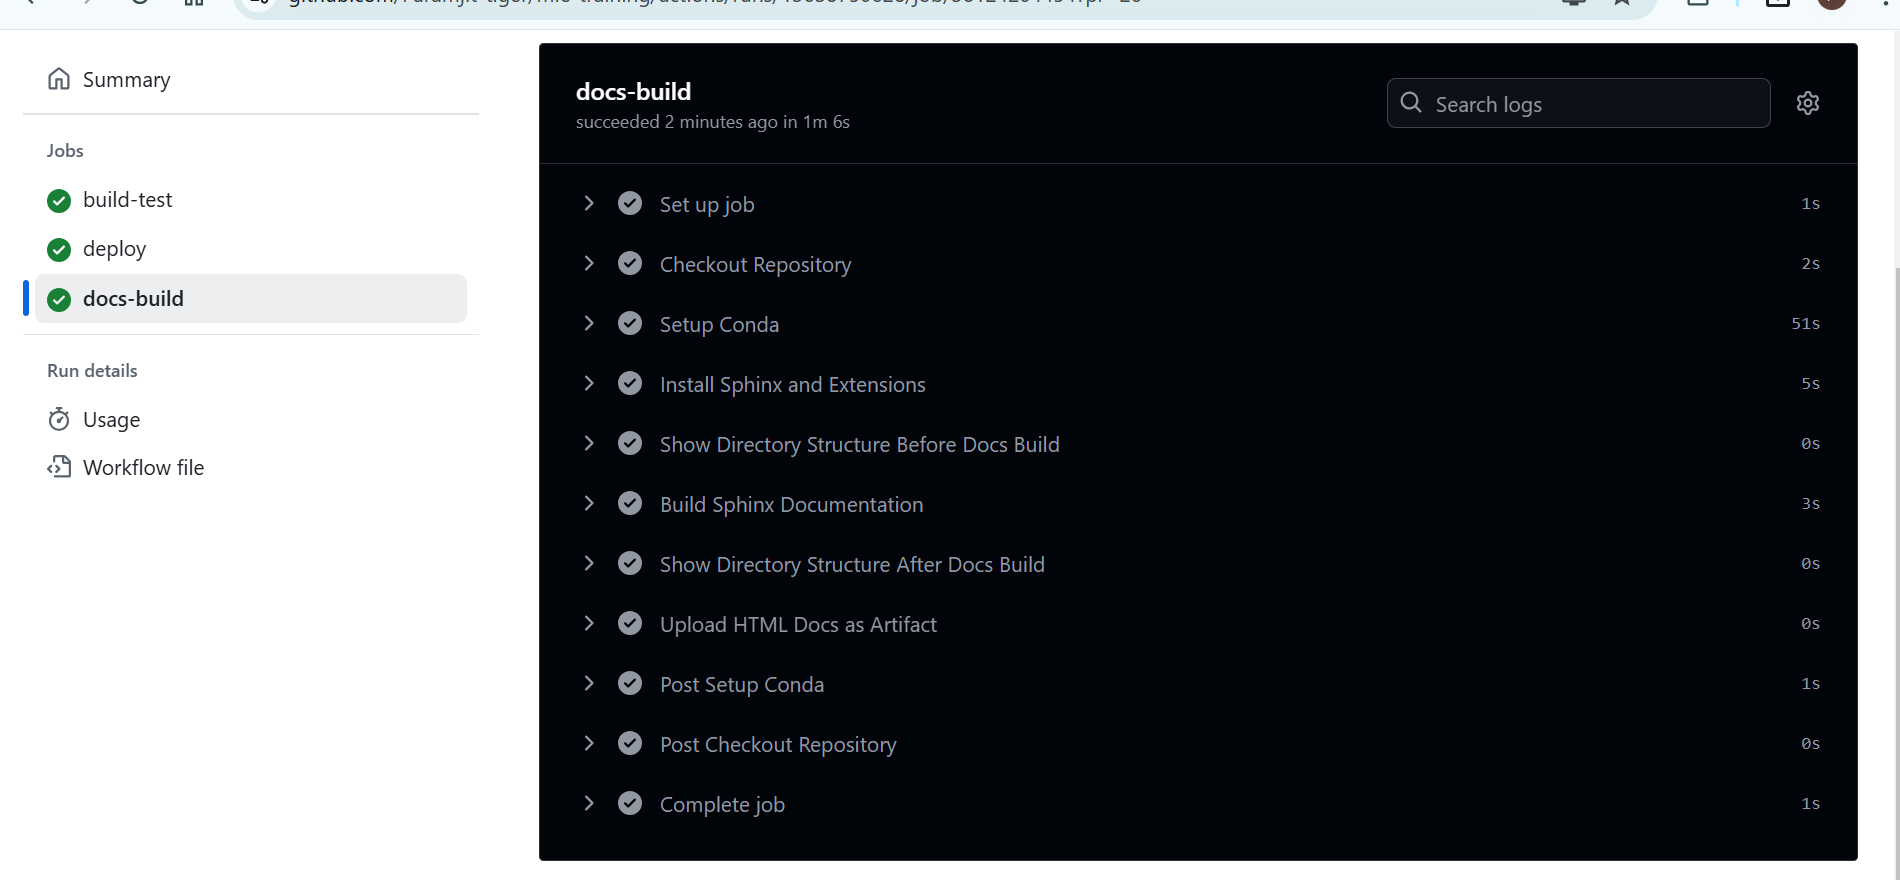 Summary
Jobs
build-test
deploy
docs-build
Run details
Usage
Workflow file
docs-build
succeeded 2 minutes ago in 1m 6s
Search logs
Set up job 1s
Checkout Repository 2s
Setup Conda 51s
Install Sphinx and Extensions 5s
Show Directory Structure Before Docs Build 0s
Build Sphinx Documentation 3s
Show Directory Structure After Docs Build 0s
Upload HTML Docs as Artifact 0s
Post Setup Conda 1s
Post Checkout Repository 0s
Complete job 1s